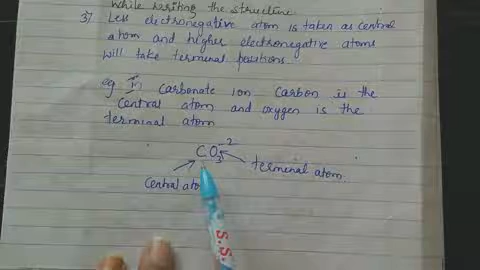 while writing the structure.
3) Less electronegative atom is taken as central
atom and higher electronegative atoms
will take terminal positions.
eg I) In Carbonate ion Carbon is the
central atom and oxygen is the
terminal atom
CO3-2
terminal atom.
Central ato
S.S.